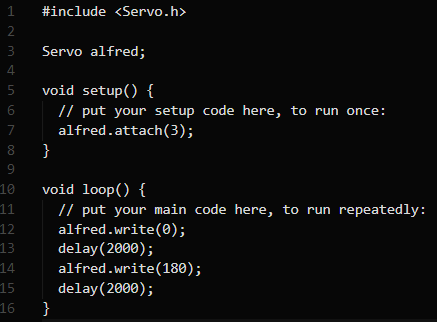 1 #include <Servo.h>
2
3 Servo alfred;
4
5 void setup() {
6   // put your setup code here, to run once:
7   alfred.attach(3);
8 }
9
10 void loop() {
11   // put your main code here, to run repeatedly:
12   alfred.write(0);
13   delay(2000);
14   alfred.write(180);
15   delay(2000);
16 }